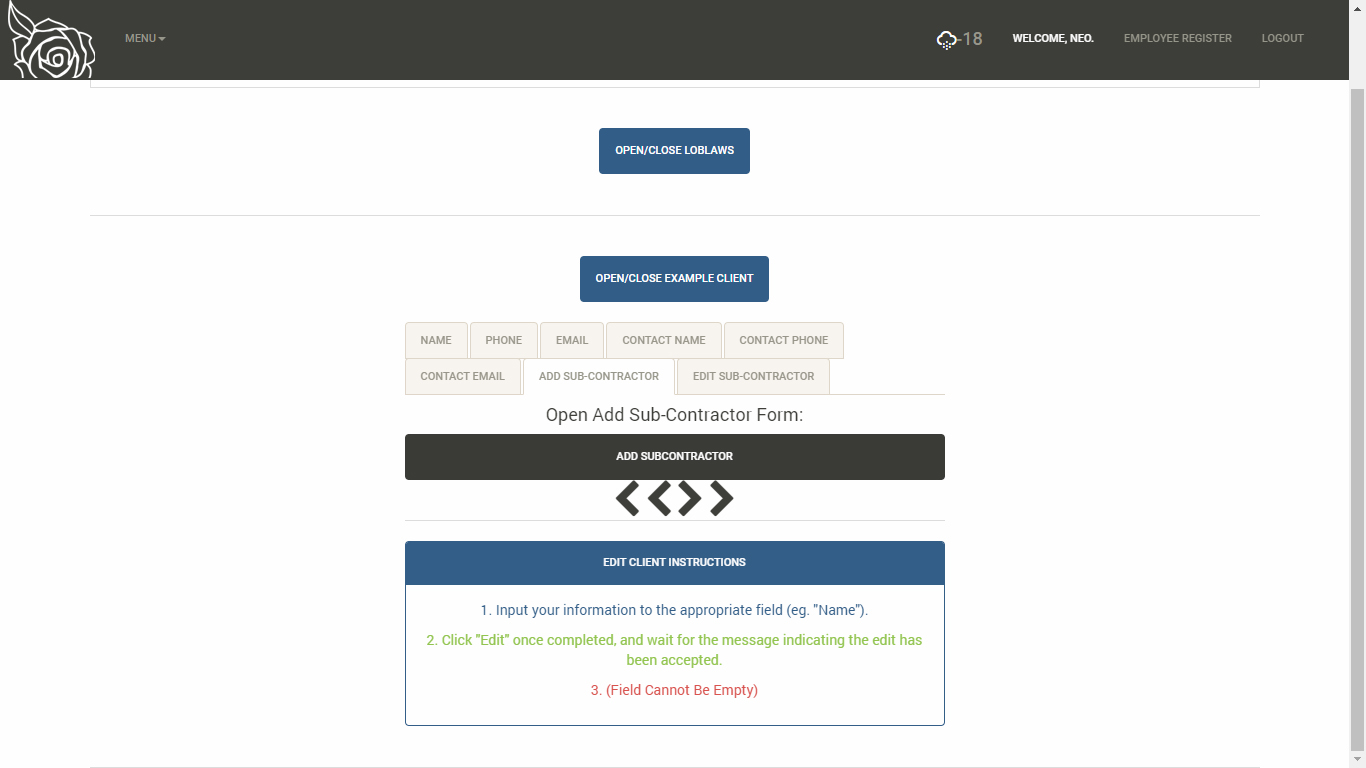 MENU
-18
WELCOME, NEO.
EMPLOYEE REGISTER
LOGOUT
OPEN/CLOSE LOBLAWS
OPEN/CLOSE EXAMPLE CLIENT
NAME
PHONE
EMAIL
CONTACT NAME
CONTACT PHONE
CONTACT EMAIL
ADD SUB-CONTRACTOR
EDIT SUB-CONTRACTOR
Open Add Sub-Contractor Form:
ADD SUBCONTRACTOR
EDIT CLIENT INSTRUCTIONS
1. Input your information to the appropriate field (eg. "Name").
2. Click "Edit" once completed, and wait for the message indicating the edit has
been accepted.
3. (Field Cannot Be Empty)